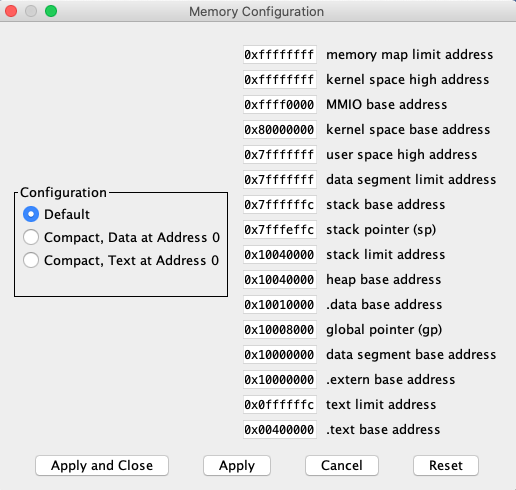 Memory Configuration
0xffffffff memory map limit address
0xffffffff kernel space high address
0xffff0000 MMIO base address
0x80000000 kernel space base address
0x7fffffff user space high address
0x7fffffff data segment limit address
0x7ffffffc stack base address
0x7fffeffc stack pointer (sp)
0x10040000 stack limit address
0x10040000 heap base address
0x10010000 .data base address
0x10008000 global pointer (gp)
0x10000000 data segment base address
0x10000000 .extern base address
0x0ffffffc text limit address
0x00400000 .text base address
Configuration
Default
Compact, Data at Address 0
Compact, Text at Address 0
Apply and Close Apply Cancel Reset